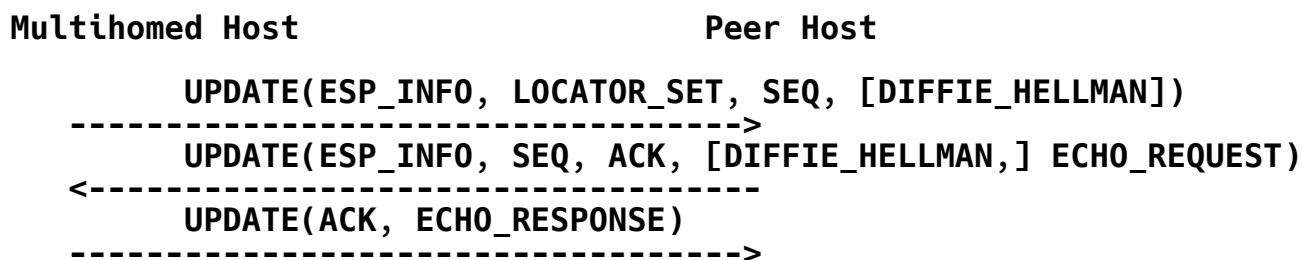 Multihomed Host                     Peer Host
         UPDATE(ESP_INFO, LOCATOR_SET, SEQ, [DIFFIE_HELLMAN])
   ----------------------------------->
         UPDATE(ESP_INFO, SEQ, ACK, [DIFFIE_HELLMAN,] ECHO_REQUEST)
   <-----------------------------------
         UPDATE(ACK, ECHO_RESPONSE)
   ----------------------------------->